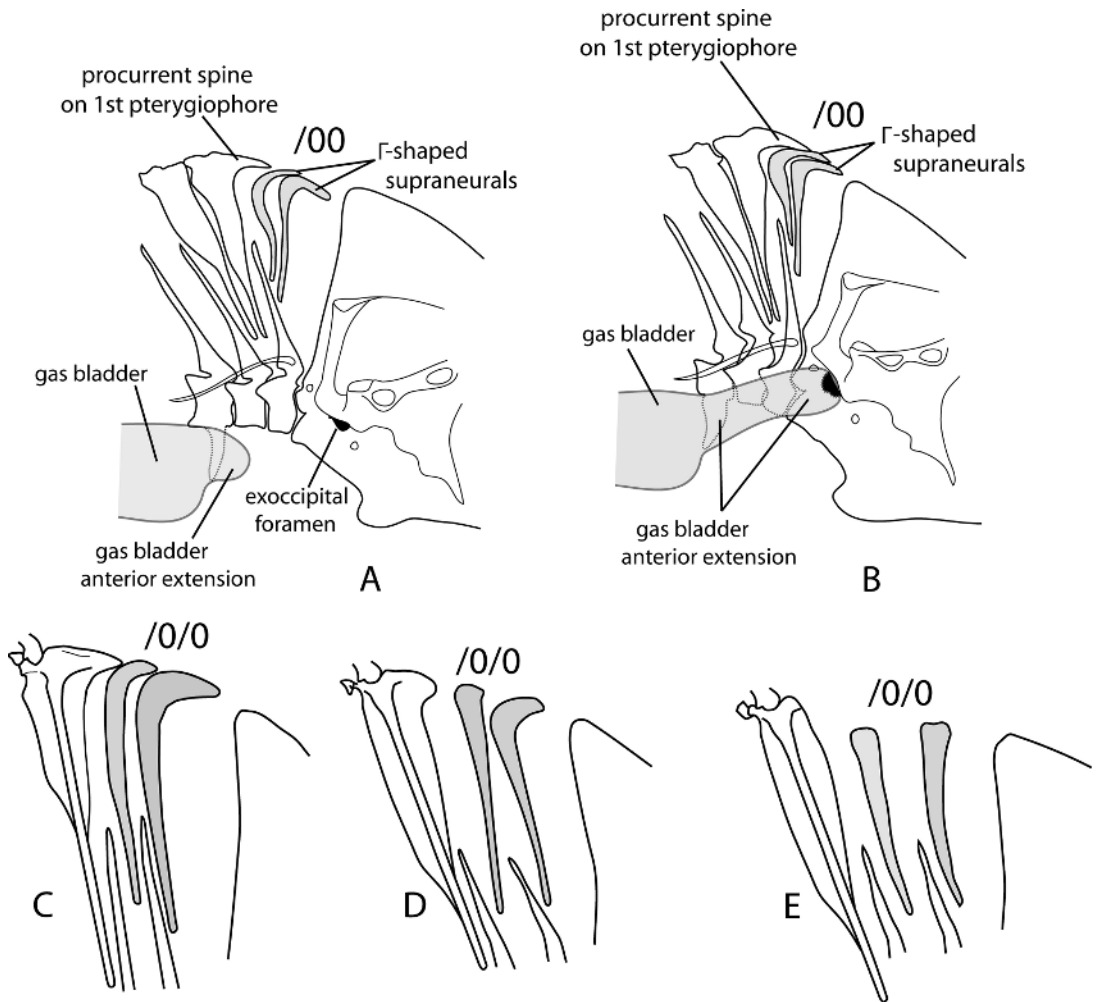 procurrent spine
on 1st pterygiophore
/00
Γ-shaped
supraneurals
gas bladder
exoccipital
foramen
gas bladder
anterior extension
A
procurrent spine
on 1st pterygiophore
/00
Γ-shaped
supraneurals
gas bladder
gas bladder
anterior extension
B
/0/0
C
/0/0
D
/0/0
E